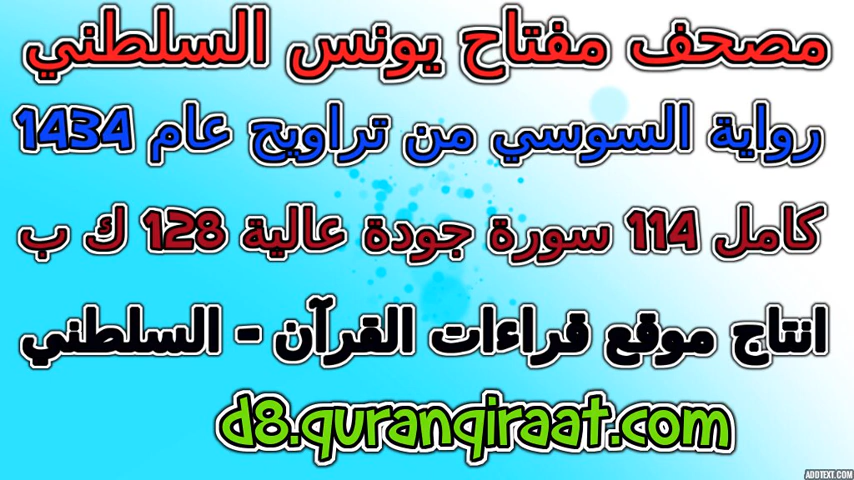 مصحف مفتاح يونس السلطني
رواية السوسي من تراويح عام 1434
كامل 114 سورة جودة عالية 128 ك ب
انتاج موقع قراءات القرآن - السلطني
d8.quranqiraat.com
ADDTEXT.COM